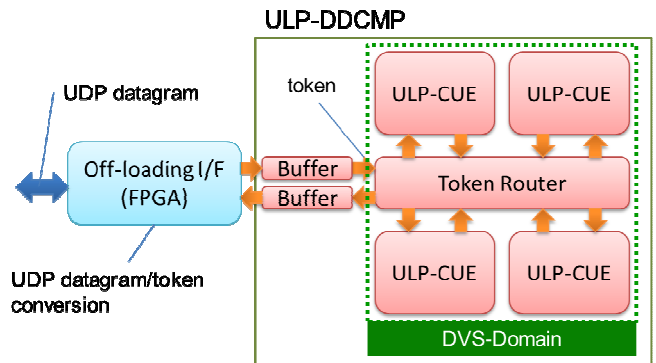 ULP-DDCMP
UDP datagram
token
ULP-CUE
ULP-CUE
Off-loading I/F
(FPGA)
Buffer
Buffer
Token Router
ULP-CUE
ULP-CUE
UDP datagram/token
conversion
DVS-Domain